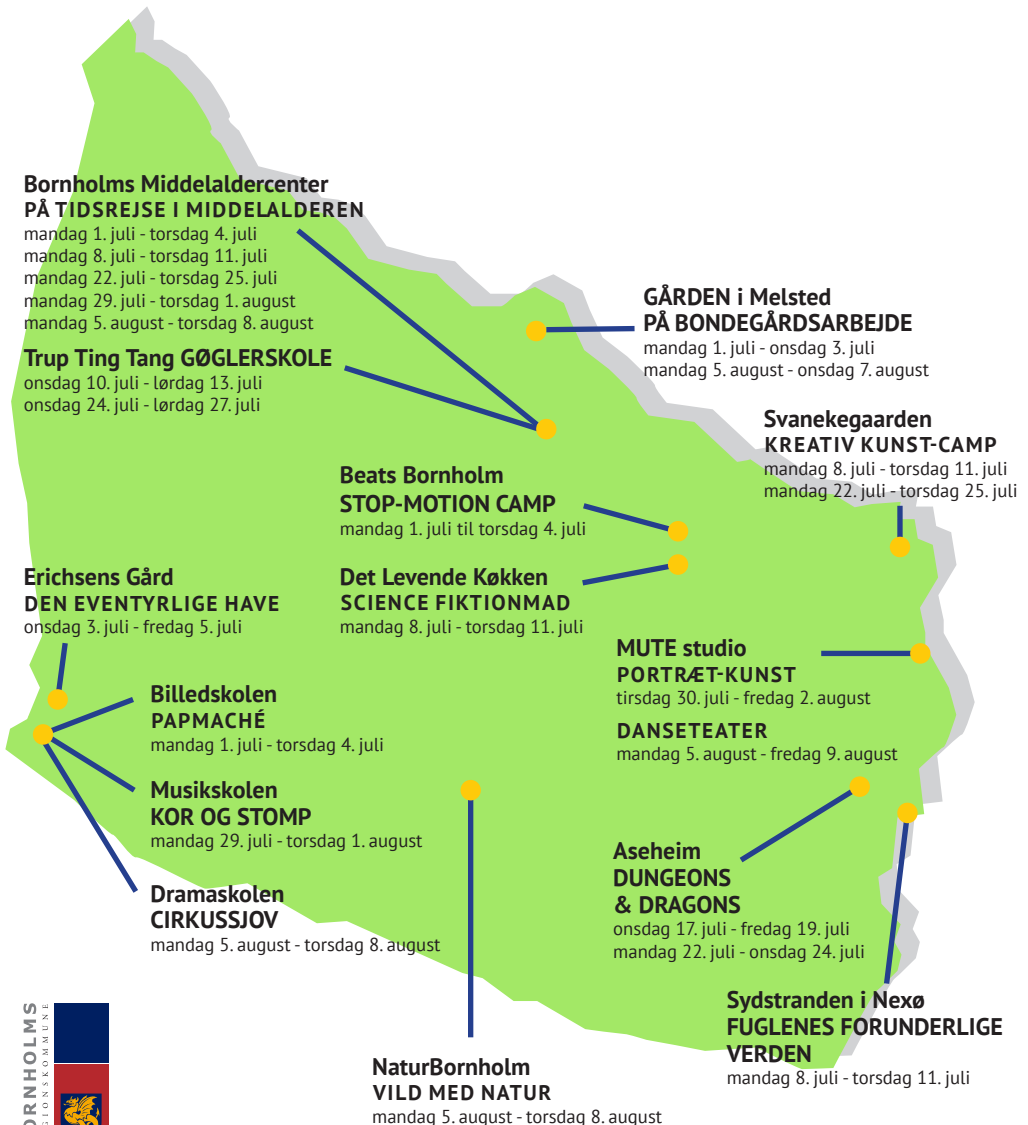 Bornholms Middelaldercenter
PÅ TIDSREJSE I MIDDELALDEREN
mandag 1. juli - torsdag 4. juli
mandag 8. juli - torsdag 11. juli
mandag 22. juli - torsdag 25. juli
mandag 29. juli - torsdag 1. august
mandag 5. august - torsdag 8. august
Trup Ting Tang GØGLERSKOLE
onsdag 10. juli - lørdag 13. juli
onsdag 24. juli - lørdag 27. juli
GÅRDEN i Melsted
PÅ BONDEGÅRDSARBEJDE
mandag 1. juli - onsdag 3. juli
mandag 5. august - onsdag 7. august
Svanekegaarden
KREATIV KUNST-CAMP
mandag 8. juli - torsdag 11. juli
mandag 22. juli - torsdag 25. juli
Beats Bornholm
STOP-MOTION CAMP
mandag 1. juli til torsdag 4. juli
Det Levende Køkken
SCIENCE FIKTIONMAD
mandag 8. juli - torsdag 11. juli
Erichsens Gård
DEN EVENTYRLIGE HAVE
onsdag 3. juli - fredag 5. juli
MUTE studio
PORTRÆT-KUNST
tirsdag 30. juli - fredag 2. august
DANSETEATER
mandag 5. august - fredag 9. august
Billedskolen
PAPMACHÉ
mandag 1. juli - torsdag 4. juli
Musikskolen
KOR OG STOMP
mandag 29. juli - torsdag 1. august
Dramaskolen
CIRKUSSJOV
mandag 5. august - torsdag 8. august
Aseheim
DUNGEONS
& DRAGONS
onsdag 17. juli - fredag 19. juli
mandag 22. juli - onsdag 24. juli
Sydstranden i Nexø
FUGLENES FORUNDERLIGE
VERDEN
mandag 8. juli - torsdag 11. juli
NaturBornholm
VILD MED NATUR
mandag 5. august - torsdag 8. august